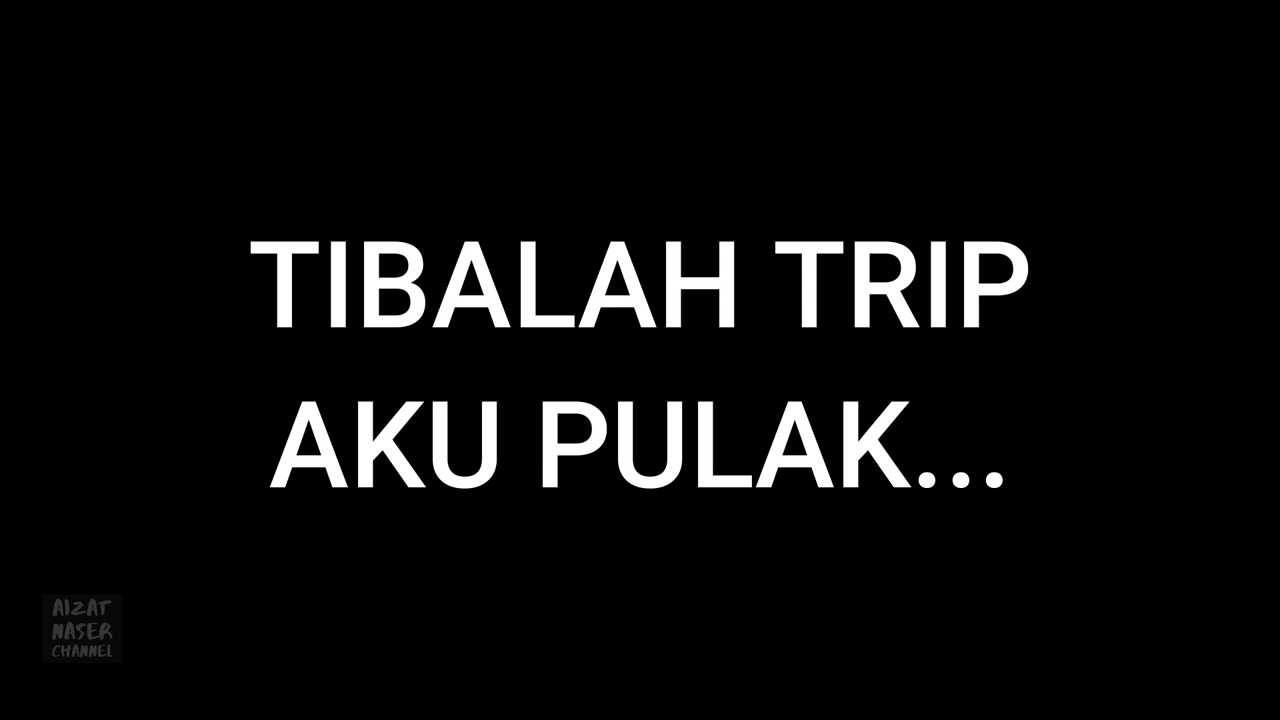 TIBALAH TRIP
AKU PULAK...
AIZAT
NASER
CHANNEL